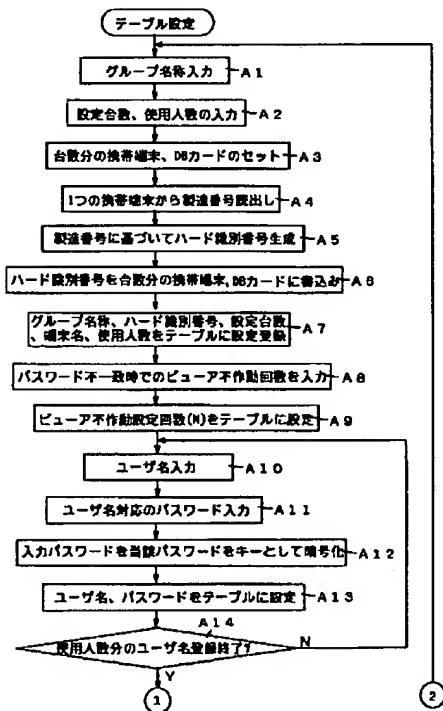 テーブル設定
グループ名称入力 A1
設定台数、使用人数の入力 A2
台数分の携帯端末、DBカードのセット A3
1つの携帯端末から製造番号読出し A4
製造番号に基づいてハード識別番号生成 A5
ハード識別番号を台数分の携帯端末,DBカードに書込み A6
グループ名称、ハード識別番号、設定台数
、端末名、使用人数をテーブルに設定登録 A7
パスワード不一致時でのビューア不作動回数を入力 A8
ビューア不作動設定回数(N)をテーブルに設定 A9
ユーザ名入力 A10
ユーザ名対応のパスワード入力 A11
入力パスワードを当該パスワードをキーとして暗号化 A12
ユーザ名、パスワードをテーブルに設定 A13
A14
使用人数分のユーザ名登録終了? N
Y
1 2